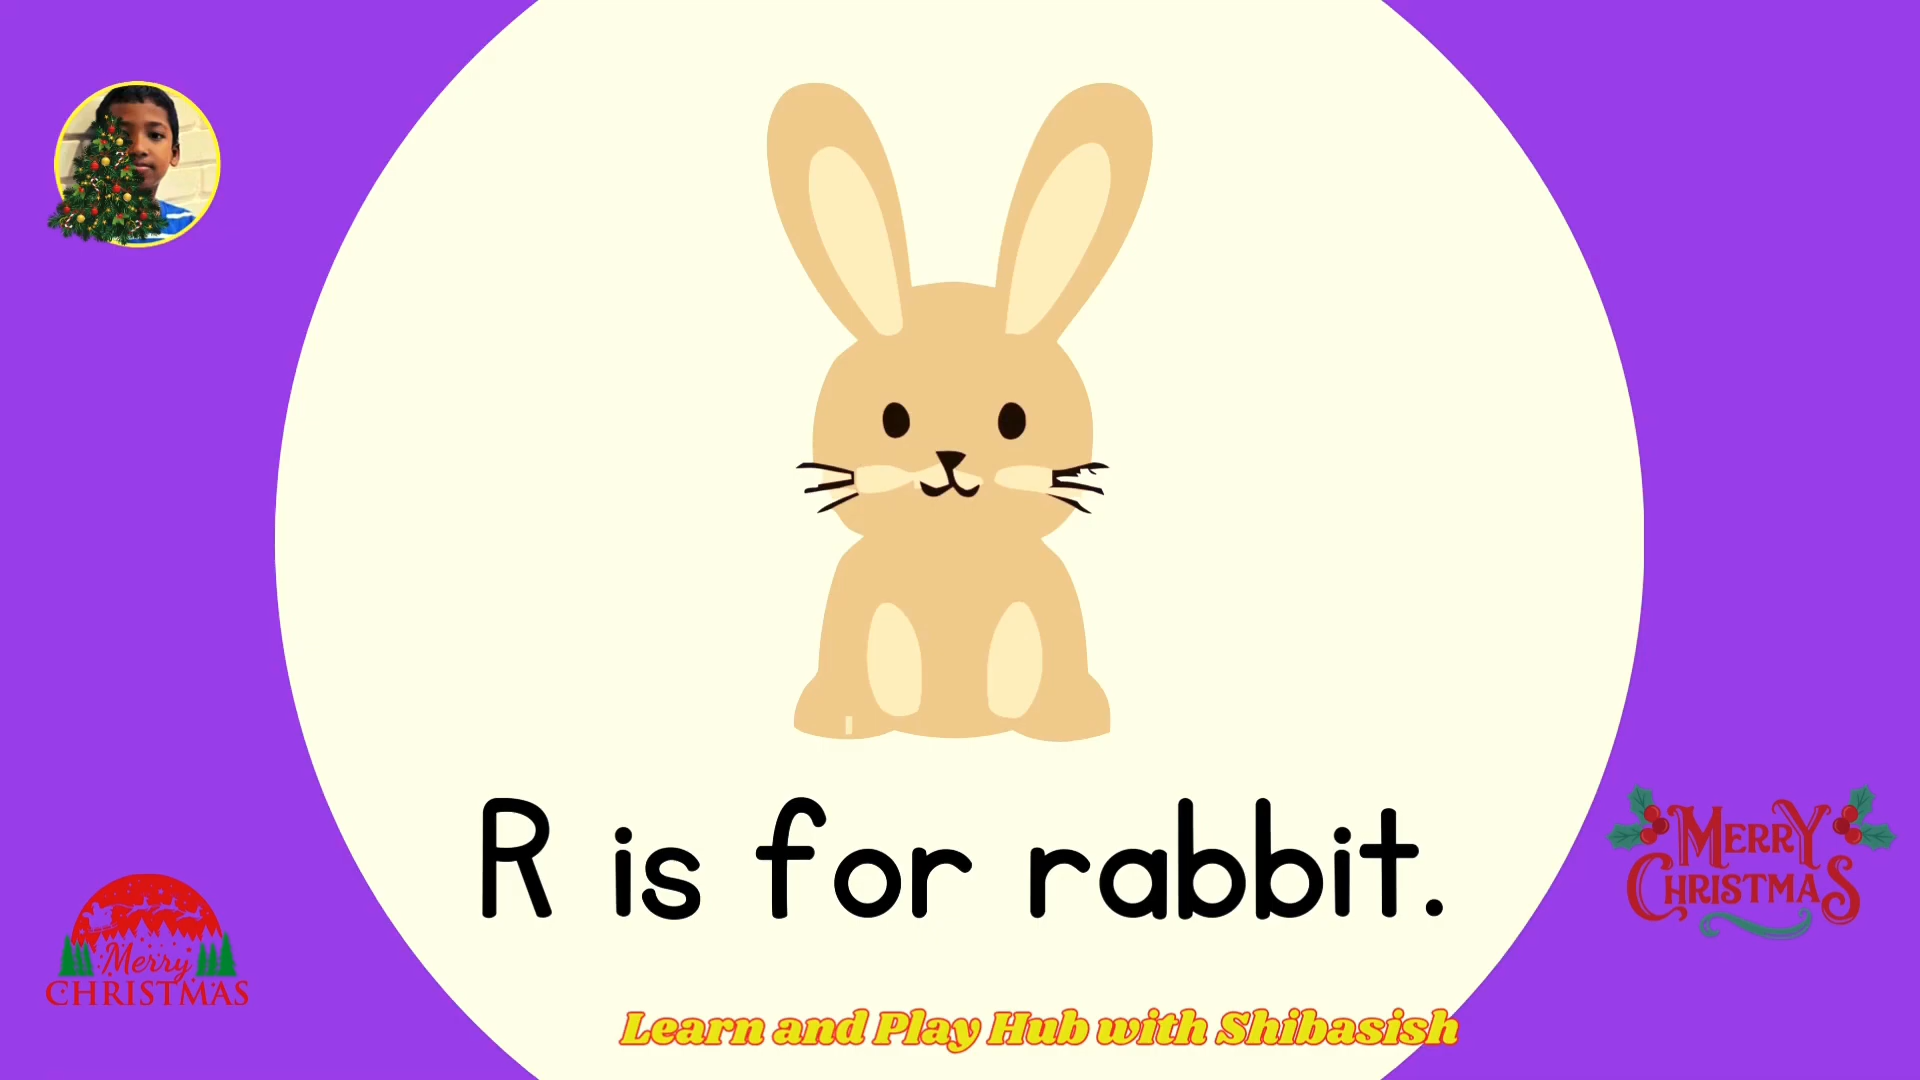 R is for rabbit.
MERRY
CHRISTMAS
Merry
CHRISTMAS
Learn and Play Hub with Shibasish